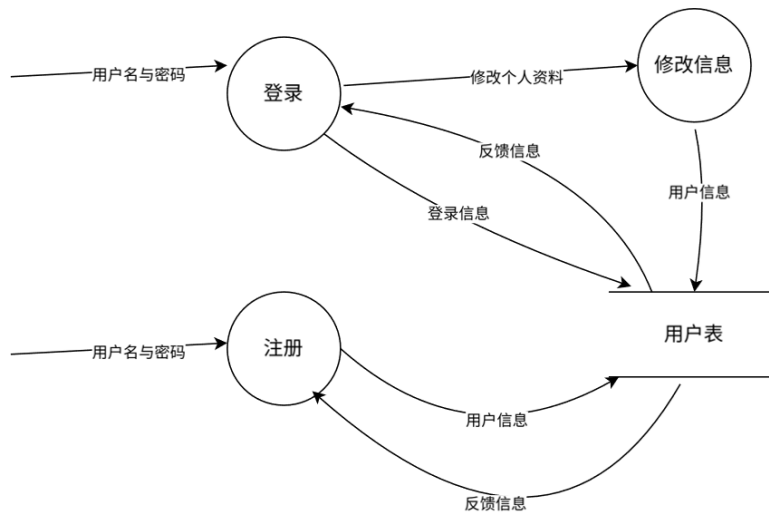 修改信息
用户名与密码
登录
修改个人资料
反馈信息
用户信息
登录信息
用户表
用户名与密码
注册
用户信息
反馈信息